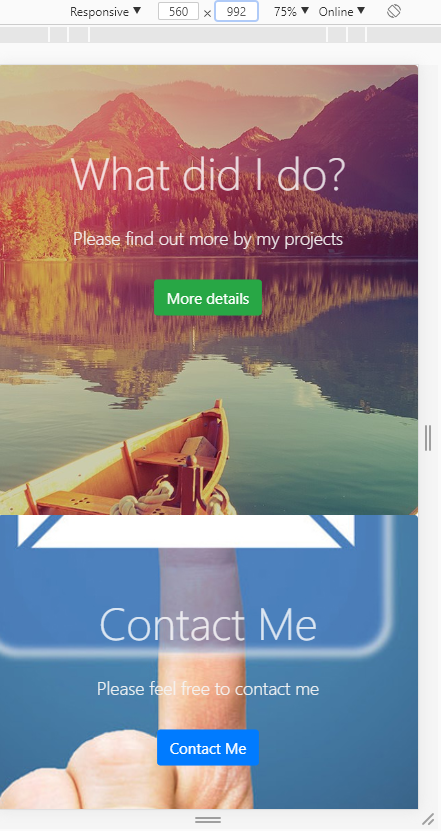 Responsive ▼ 560 × 992 75% ▼ Online ▼
What did I do?
Please find out more by my projects
More details
Contact Me
Please feel free to contact me
Contact Me